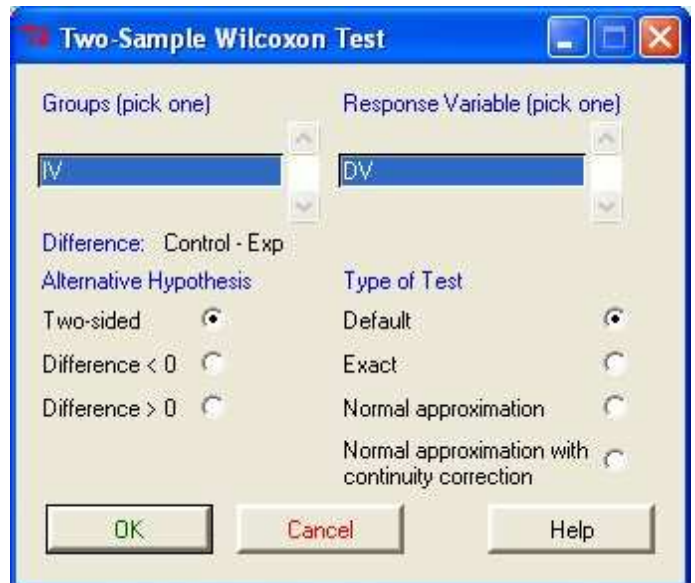 Two-Sample Wilcoxon Test
Groups (pick one)
Response Variable (pick one)
IV
DV
Difference: Control - Exp
Alternative Hypothesis
Type of Test
Two-sided
Default
Difference < 0
Exact
Difference > 0
Normal approximation
Normal approximation with
continuity correction
OK
Cancel
Help